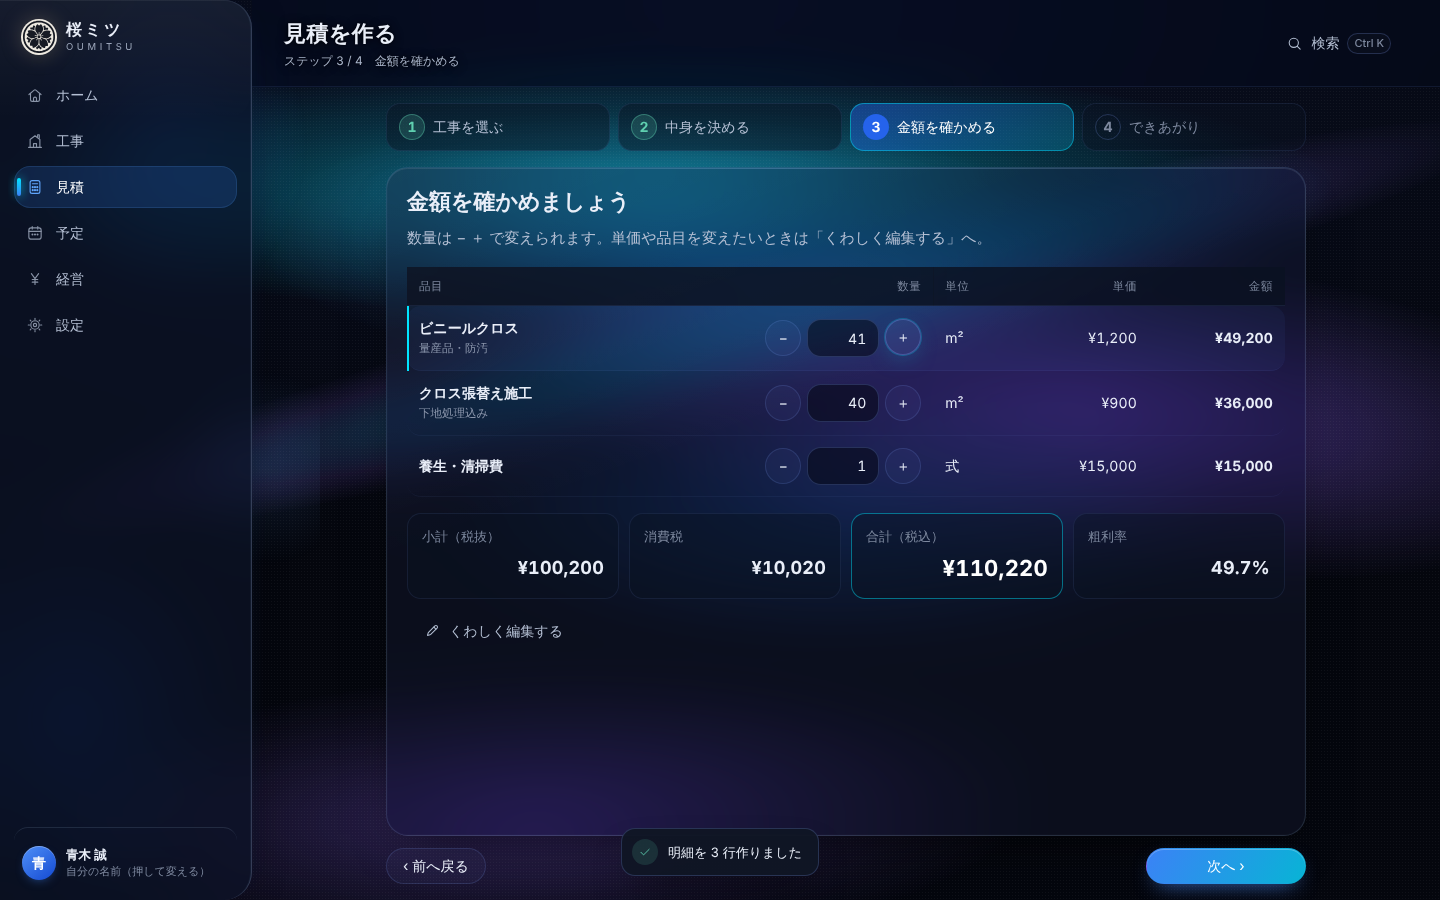 桜ミツ
OUMITSU
ホーム
工事
見積
予定
経営
設定
青
青木 誠
自分の名前（押して変える）
見積を作る
ステップ 3 / 4　金額を確かめる
検索 Ctrl K
1 工事を選ぶ
2 中身を決める
3 金額を確かめる
4 できあがり
金額を確かめましょう
数量は − ＋ で変えられます。単価や品目を変えたいときは「くわしく編集する」へ。
品目 数量 単位 単価 金額
ビニールクロス − 41 + m² ¥1,200 ¥49,200
量産品・防汚
クロス張替え施工 − 40 + m² ¥900 ¥36,000
下地処理込み
養生・清掃費 − 1 + 式 ¥15,000 ¥15,000
小計（税抜） 消費税 合計（税込） 粗利率
¥100,200 ¥10,020 ¥110,220 49.7%
くわしく編集する
明細を 3 行作りました
‹ 前へ戻る
次へ ›